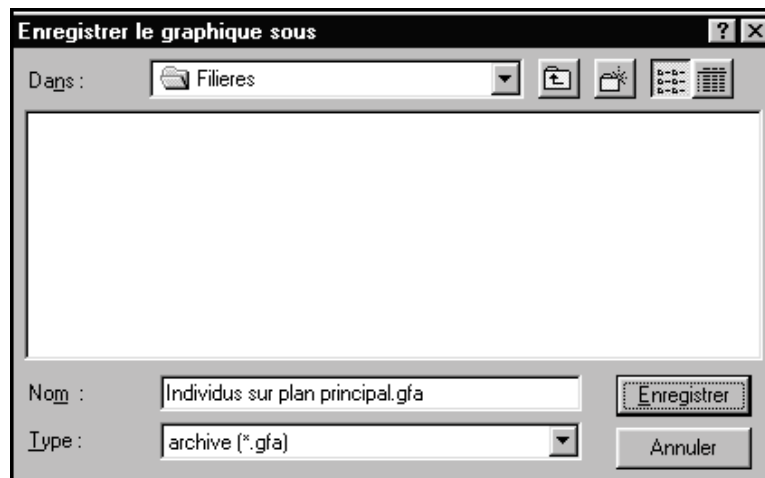 Enregistrer le graphique sous
Dans :
Filieres
Nom :
Individus sur plan principal.gfa
Enregistrer
Type :
archive (*.gfa)
Annuler